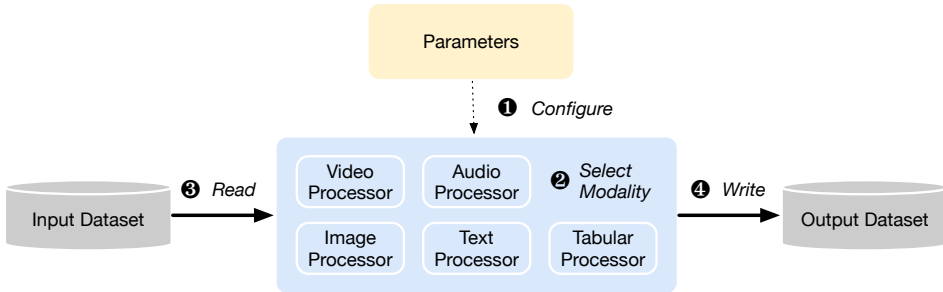 Parameters
❶ Configure
Video
Processor
Audio
Processor
❷ Select
Modality
❸ Read
❹ Write
Input Dataset
Output Dataset
Image
Processor
Text
Processor
Tabular
Processor